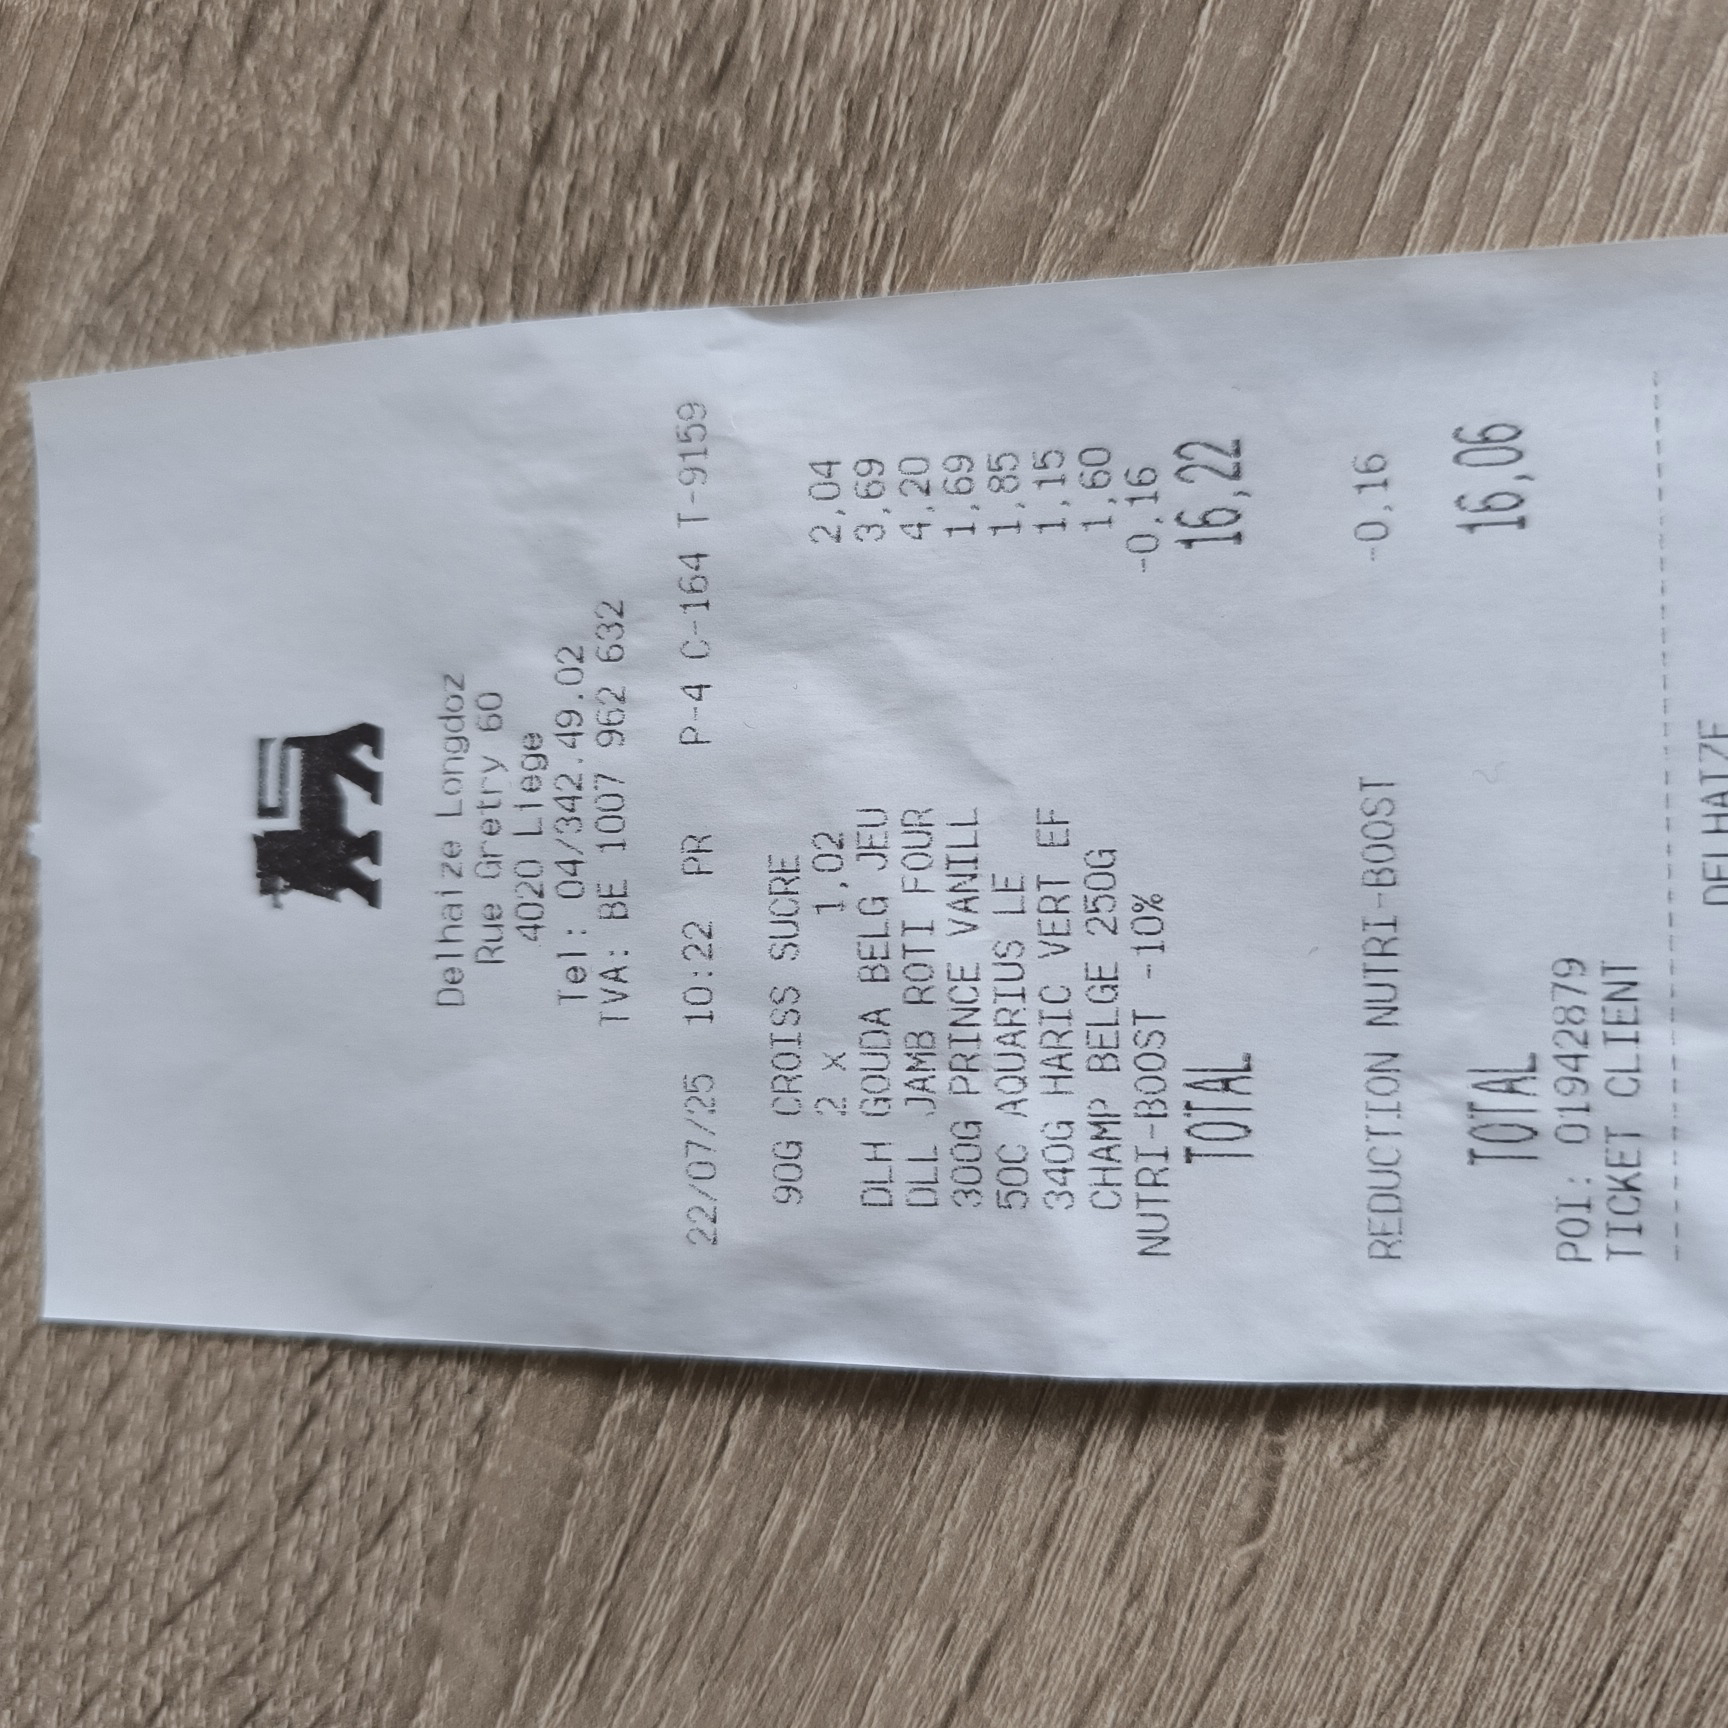 Delhaize Longdoz
Rue Gretry 60
4020 Liege
Tel: 04/342.49.02
TVA: BE 1007 962 632
22/07/25 10:22 PR P-4 C-164 T-9159
90G CROISS SUCRE
2 x 1,02 2,04
DLH GOUDA BELG JEU 3,69
DLL JAMB ROTI FOUR 4,20
300G PRINCE VANILL 1,69
50C AQUARIUS LE 1,85
340G HARIC VERT EF 1,15
CHAMP BELGE 250G 1,60
NUTRI-BOOST -10% -0,16
TOTAL 16,22
REDUCTION NUTRI-BOOST -0,16
TOTAL 16,06
POI: 01942879
TICKET CLIENT
DELHAIZE